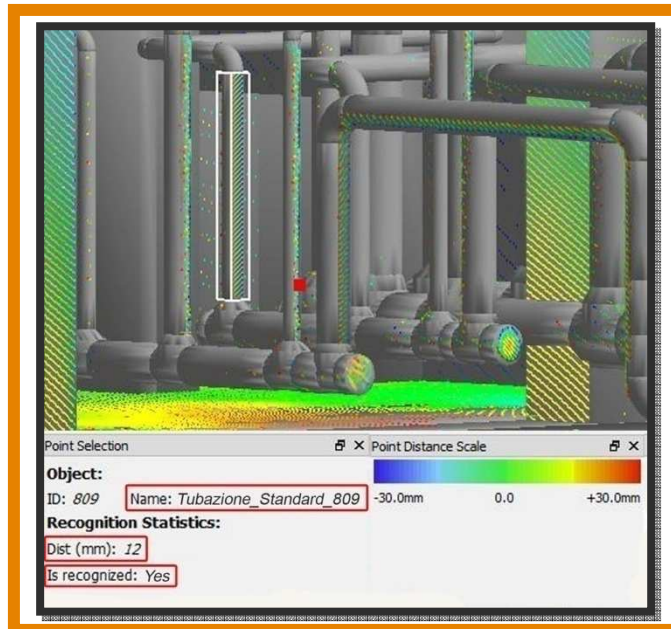 Point Selection
Object:
ID: 809 Name: Tubazione_Standard_809
Recognition Statistics:
Dist (mm): 12
Is recognized: Yes
Point Distance Scale
-30.0mm 0.0 +30.0mm